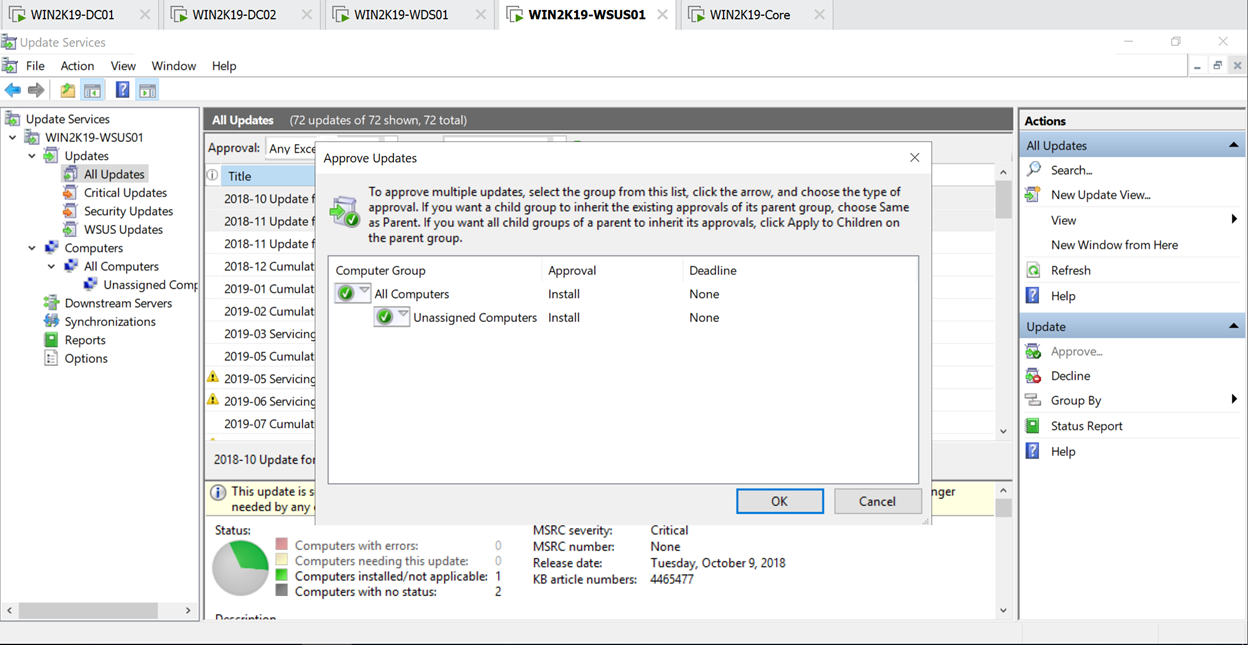 WIN2K19-DC01
WIN2K19-DC02
WIN2K19-WDS01
WIN2K19-WSUS01
WIN2K19-Core
Update Services
File Action View Window Help
Update Services
WIN2K19-WSUS01
Updates
All Updates
Critical Updates
Security Updates
WSUS Updates
Computers
All Computers
Unassigned Comp
Downstream Servers
Synchronizations
Reports
Options
All Updates (72 updates of 72 shown, 72 total)
Approval: Any Exce
Title
2018-10 Update f
2018-11 Update f
2018-11 Update f
2018-12 Cumulat
2019-01 Cumulat
2019-02 Cumulat
2019-03 Servicing
2019-05 Cumulat
2019-05 Servicing
2019-06 Servicing
2019-07 Cumulat
2018-10 Update for
This update is s
nger
needed by any
Status:
Computers with errors: 0
Computers needing this update: 0
Computers installed/not applicable: 1
Computers with no status: 2
MSRC severity: Critical
MSRC number: None
Release date: Tuesday, October 9, 2018
KB article numbers: 4465477
Description
Approve Updates
To approve multiple updates, select the group from this list, click the arrow, and choose the type of
approval. If you want a child group to inherit the existing approvals of its parent group, choose Same
as Parent. If you want all child groups of a parent to inherit its approvals, click Apply to Children on
the parent group.
Computer Group Approval Deadline
All Computers Install None
Unassigned Computers Install None
OK Cancel
Actions
All Updates
Search...
New Update View...
View
New Window from Here
Refresh
Help
Update
Approve...
Decline
Group By
Status Report
Help